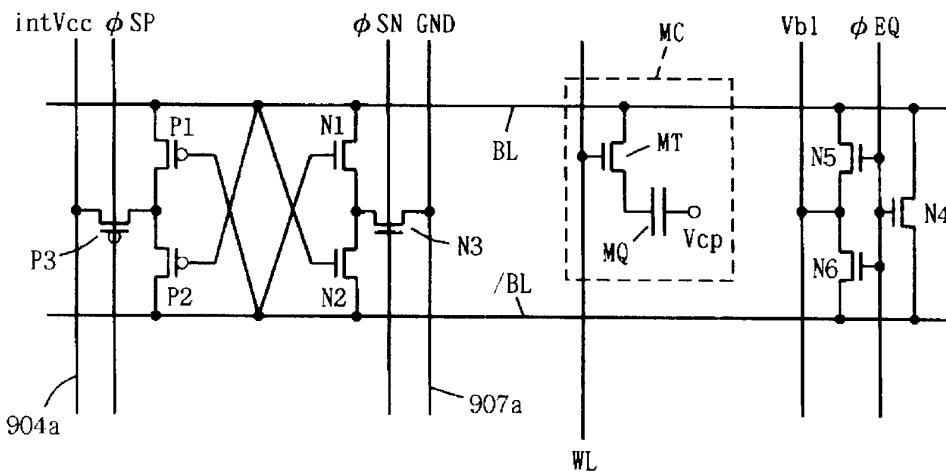 intVcc φSP φSN GND MC Vbl φEQ
P1 N1 BL MT N5
P3 N3 MQ Vcp N4
P2 N2 /BL N6
904a 907a
WL